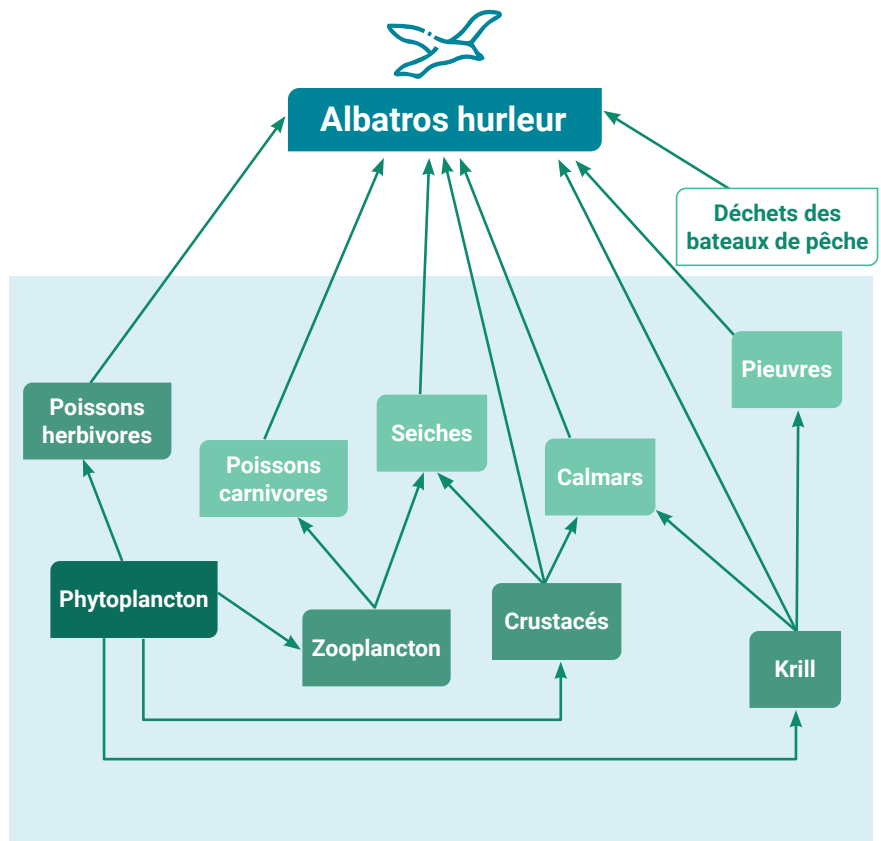 Albatros hurleur
Déchets des
bateaux de pêche
Pieuvres
Poissons
herbivores
Seiches
Poissons
carnivores
Calmars
Phytoplancton
Crustacés
Zooplancton
Krill